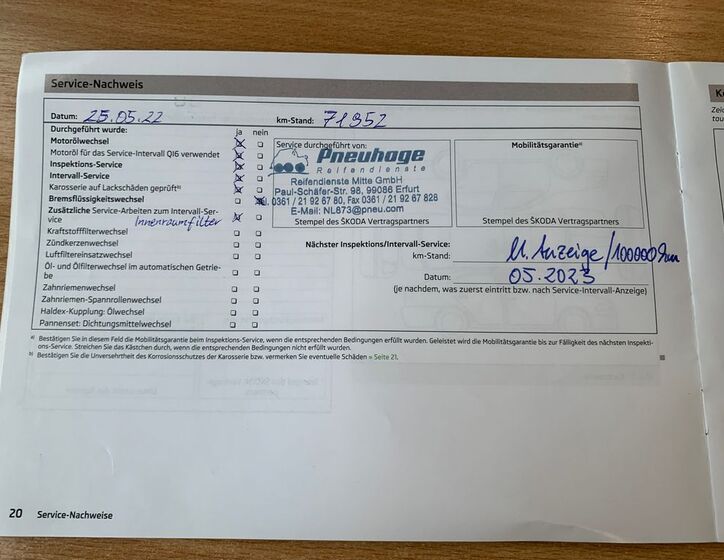 Service-Nachweis
Datum: 25.05.22 km-Stand: 71352
Durchgeführt wurde: ja nein
Motorölwechsel
Motoröl für das Service-Intervall QI6 verwendet
Inspektions-Service
Intervall-Service
Karosserie auf Lackschäden geprüft b)
Bremsflüssigkeitswechsel
Zusätzliche Service-Arbeiten zum Intervall-Ser-
vice Innenraumfilter
Kraftstofffilterwechsel
Zündkerzenwechsel
Luftfiltereinsatzwechsel
Öl- und Ölfilterwechsel im automatischen Getrie-
be
Zahnriemenwechsel
Zahnriemen-Spannrollenwechsel
Haldex-Kupplung: Ölwechsel
Pannenset: Dichtungsmittelwechsel
Service durchgeführt von:
Pneuhage
Reifendienste
Reifendienste Mitte GmbH
Paul-Schäfer-Str. 98, 99086 Erfurt
0361 / 21 92 67 80, Fax 0361 / 21 92 67 828
E-Mail: NL873@pneu.com
Stempel des ŠKODA Vertragspartners
Mobilitätsgarantie a)
Stempel des ŠKODA Vertragspartners
Nächster Inspektions/Intervall-Service:
km-Stand: n. Anzeige/100000 km
Datum: 05.2023
(je nachdem, was zuerst eintritt bzw. nach Service-Intervall-Anzeige)
a) Bestätigen Sie in diesem Feld die Mobilitätsgarantie beim Inspektions-Service, wenn die entsprechenden Bedingungen erfüllt wurden. Geleistet wird die Mobilitätsgarantie bis zur Fälligkeit des nächsten Inspekti-
ons-Service. Streichen Sie das Kästchen durch, wenn die entsprechenden Bedingungen nicht erfüllt wurden.
b) Bestätigen Sie die Unversehrtheit des Korrosionsschutzes der Karosserie bzw. vermerken Sie eventuelle Schäden » Seite 21.
20 Service-Nachweise